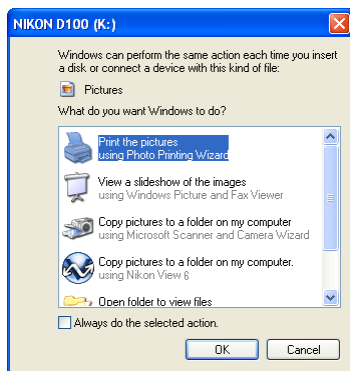 NIKON D100 (K:)
Windows can perform the same action each time you insert
a disk or connect a device with this kind of file:
Pictures
What do you want Windows to do?
Print the pictures
using Photo Printing Wizard
View a slideshow of the images
using Windows Picture and Fax Viewer
Copy pictures to a folder on my computer
using Microsoft Scanner and Camera Wizard
Copy pictures to a folder on my computer.
using Nikon View 6
Open folder to view files
Always do the selected action.
OK Cancel